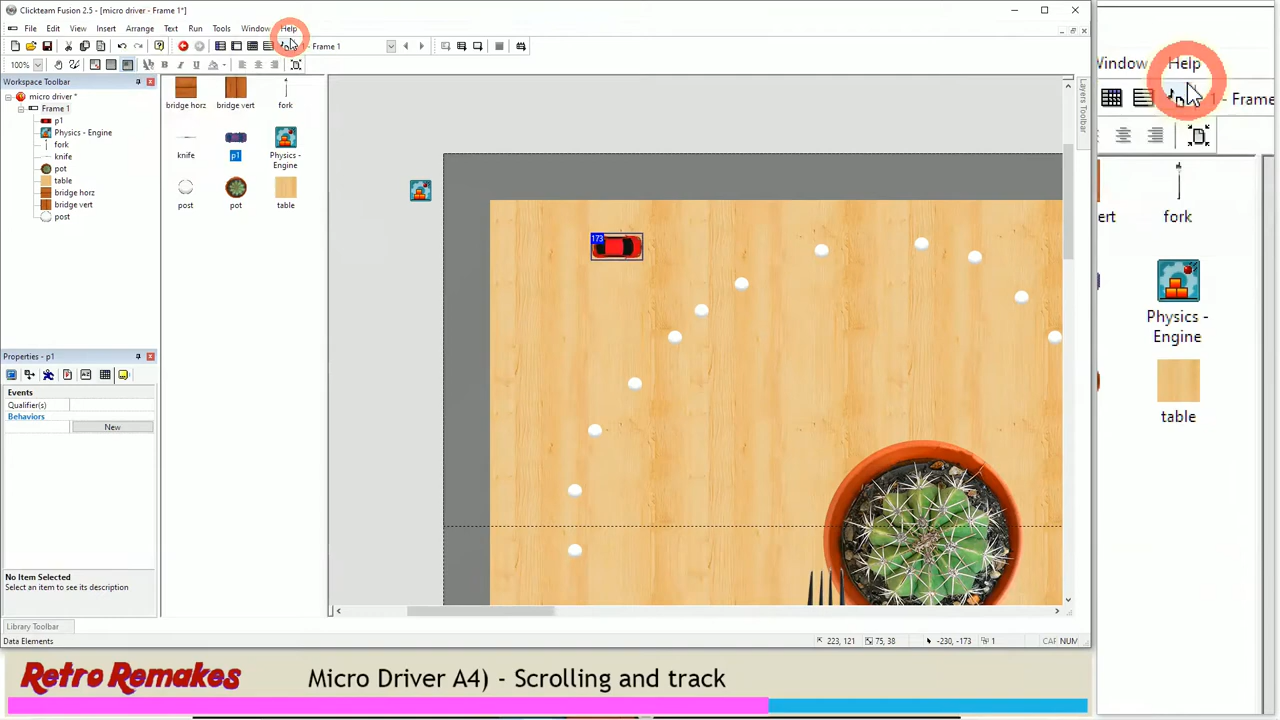 Clickteam Fusion 2.5 - [micro driver - Frame 1*]
File Edit View Insert Arrange Text Run Tools Window Help
1 - Frame 1
100%
B I U
Workspace Toolbar
micro driver *
Frame 1
p1
Physics - Engine
fork
knife
pot
table
bridge horz
bridge vert
post
bridge horz bridge vert fork
knife p1 Physics - Engine
post pot table
173
Layers Toolbar
Properties - p1
Events
Qualifier(s)
Behaviors
New
No Item Selected
Select an item to see its description
Library Toolbar
Data Elements
223, 121 75, 38 -230, -173 1 CAP NUM
Window Help
1 - Frame
ert fork
Physics -
Engine
table
Retro Remakes
Micro Driver A4) - Scrolling and track